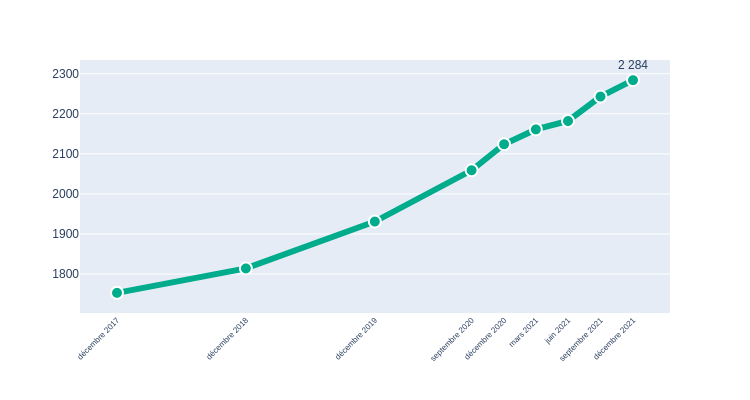 2 284
2300
2200
2100
2000
1900
1800
décembre 2017
décembre 2018
décembre 2019
septembre 2020
décembre 2020
mars 2021
juin 2021
septembre 2021
décembre 2021